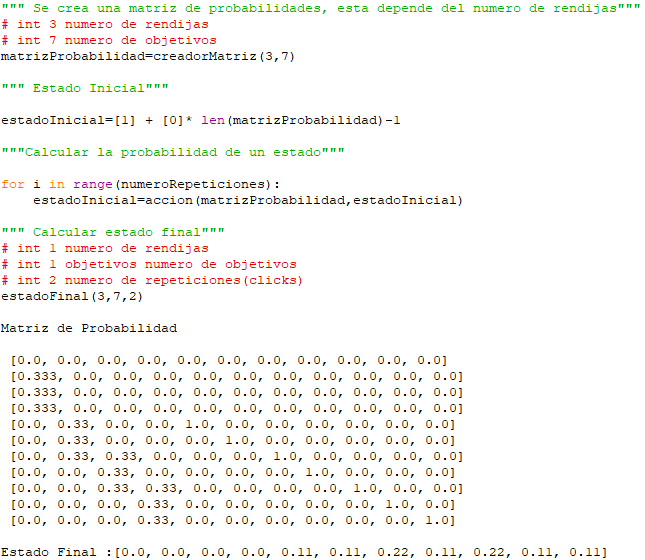 """ Se crea una matriz de probabilidades, esta depende del numero de rendijas"""
# int 3 numero de rendijas
# int 7 numero de objetivos
matrizProbabilidad=creadorMatriz(3,7)
""" Estado Inicial"""
estadoInicial=[1] + [0]* len(matrizProbabilidad)-1
"""Calcular la probabilidad de un estado"""
for i in range(numeroRepeticiones):
    estadoInicial=accion(matrizProbabilidad,estadoInicial)
""" Calcular estado final"""
# int 1 numero de rendijas
# int 1 objetivos numero de objetivos
# int 2 numero de repeticiones(clicks)
estadoFinal(3,7,2)
Matriz de Probabilidad
[0.0, 0.0, 0.0, 0.0, 0.0, 0.0, 0.0, 0.0, 0.0, 0.0, 0.0]
[0.333, 0.0, 0.0, 0.0, 0.0, 0.0, 0.0, 0.0, 0.0, 0.0, 0.0]
[0.333, 0.0, 0.0, 0.0, 0.0, 0.0, 0.0, 0.0, 0.0, 0.0, 0.0]
[0.333, 0.0, 0.0, 0.0, 0.0, 0.0, 0.0, 0.0, 0.0, 0.0, 0.0]
[0.0, 0.33, 0.0, 0.0, 1.0, 0.0, 0.0, 0.0, 0.0, 0.0, 0.0]
[0.0, 0.33, 0.0, 0.0, 0.0, 1.0, 0.0, 0.0, 0.0, 0.0, 0.0]
[0.0, 0.33, 0.33, 0.0, 0.0, 0.0, 1.0, 0.0, 0.0, 0.0, 0.0]
[0.0, 0.0, 0.33, 0.0, 0.0, 0.0, 0.0, 1.0, 0.0, 0.0, 0.0]
[0.0, 0.0, 0.33, 0.33, 0.0, 0.0, 0.0, 0.0, 1.0, 0.0, 0.0]
[0.0, 0.0, 0.0, 0.33, 0.0, 0.0, 0.0, 0.0, 0.0, 1.0, 0.0]
[0.0, 0.0, 0.0, 0.33, 0.0, 0.0, 0.0, 0.0, 0.0, 0.0, 1.0]
Estado Final :[0.0, 0.0, 0.0, 0.0, 0.11, 0.11, 0.22, 0.11, 0.22, 0.11, 0.11]